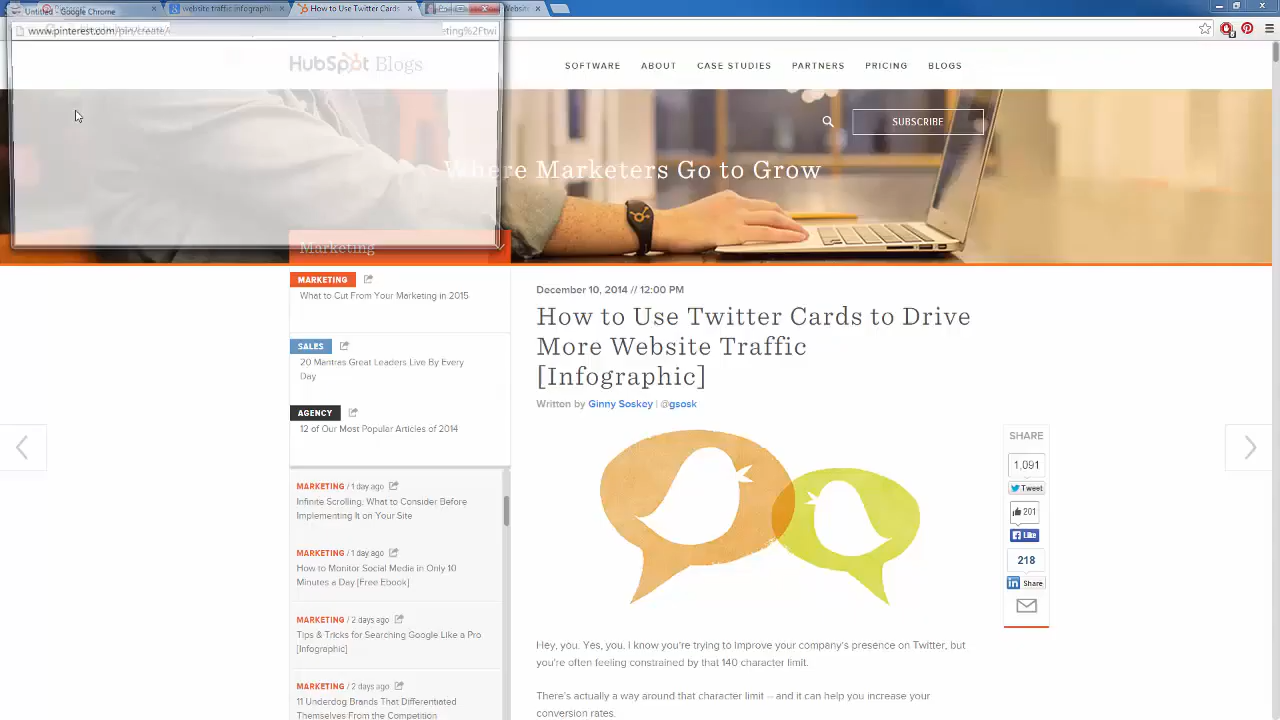 Untitled - Google Chrome
website traffic infographi
How to Use Twitter Cards
www.pinterest.com/pin/create/
eting%2Ftwi
HubSpot Blogs
SOFTWARE ABOUT CASE STUDIES PARTNERS PRICING BLOGS
SUBSCRIBE
Where Marketers Go to Grow
Marketing
MARKETING
What to Cut From Your Marketing in 2015
SALES
20 Mantras Great Leaders Live By Every
Day
AGENCY
12 of Our Most Popular Articles of 2014
MARKETING / 1 day ago
Infinite Scrolling, What to Consider Before
Implementing It on Your Site
MARKETING / 1 day ago
How to Monitor Social Media in Only 10
Minutes a Day [Free Ebook]
MARKETING / 2 days ago
Tips & Tricks for Searching Google Like a Pro
[Infographic]
MARKETING / 2 days ago
11 Underdog Brands That Differentiated
Themselves From the Competition
December 10, 2014 // 12:00 PM
How to Use Twitter Cards to Drive
More Website Traffic
[Infographic]
Written by Ginny Soskey | @gsosk
SHARE
1,091
Tweet
201
Like
218
Share
Hey, you. Yes, you. I know you're trying to improve your company's presence on Twitter, but
you're often feeling constrained by that 140 character limit.
There's actually a way around that character limit -- and it can help you increase your
conversion rates.